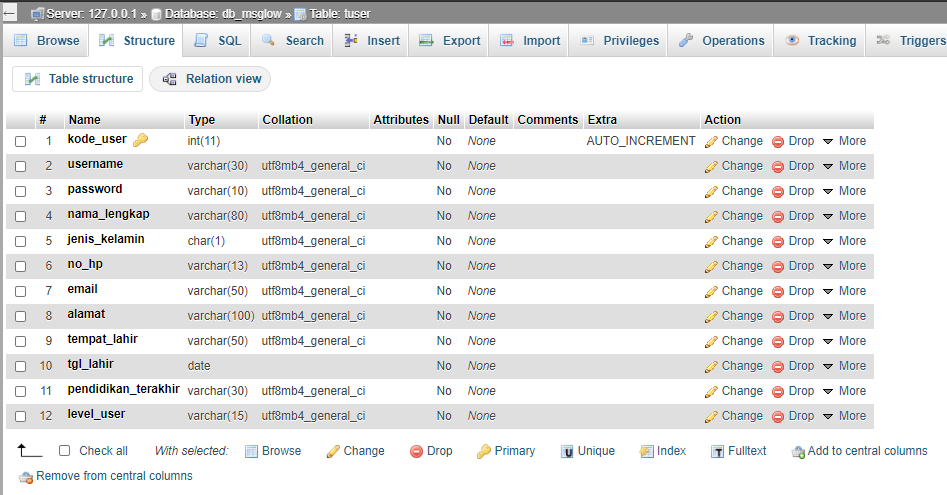 ← Server: 127.0.0.1 » Database: db_msglow » Table: tuser
Browse Structure SQL Search Insert Export Import Privileges Operations Tracking Triggers
Table structure Relation view
# Name Type Collation Attributes Null Default Comments Extra Action
1 kode_user int(11) No None AUTO_INCREMENT Change Drop More
2 username varchar(30) utf8mb4_general_ci No None Change Drop More
3 password varchar(10) utf8mb4_general_ci No None Change Drop More
4 nama_lengkap varchar(80) utf8mb4_general_ci No None Change Drop More
5 jenis_kelamin char(1) utf8mb4_general_ci No None Change Drop More
6 no_hp varchar(13) utf8mb4_general_ci No None Change Drop More
7 email varchar(50) utf8mb4_general_ci No None Change Drop More
8 alamat varchar(100) utf8mb4_general_ci No None Change Drop More
9 tempat_lahir varchar(50) utf8mb4_general_ci No None Change Drop More
10 tgl_lahir date No None Change Drop More
11 pendidikan_terakhir varchar(30) utf8mb4_general_ci No None Change Drop More
12 level_user varchar(15) utf8mb4_general_ci No None Change Drop More
Check all With selected: Browse Change Drop Primary Unique Index Fulltext Add to central columns
Remove from central columns